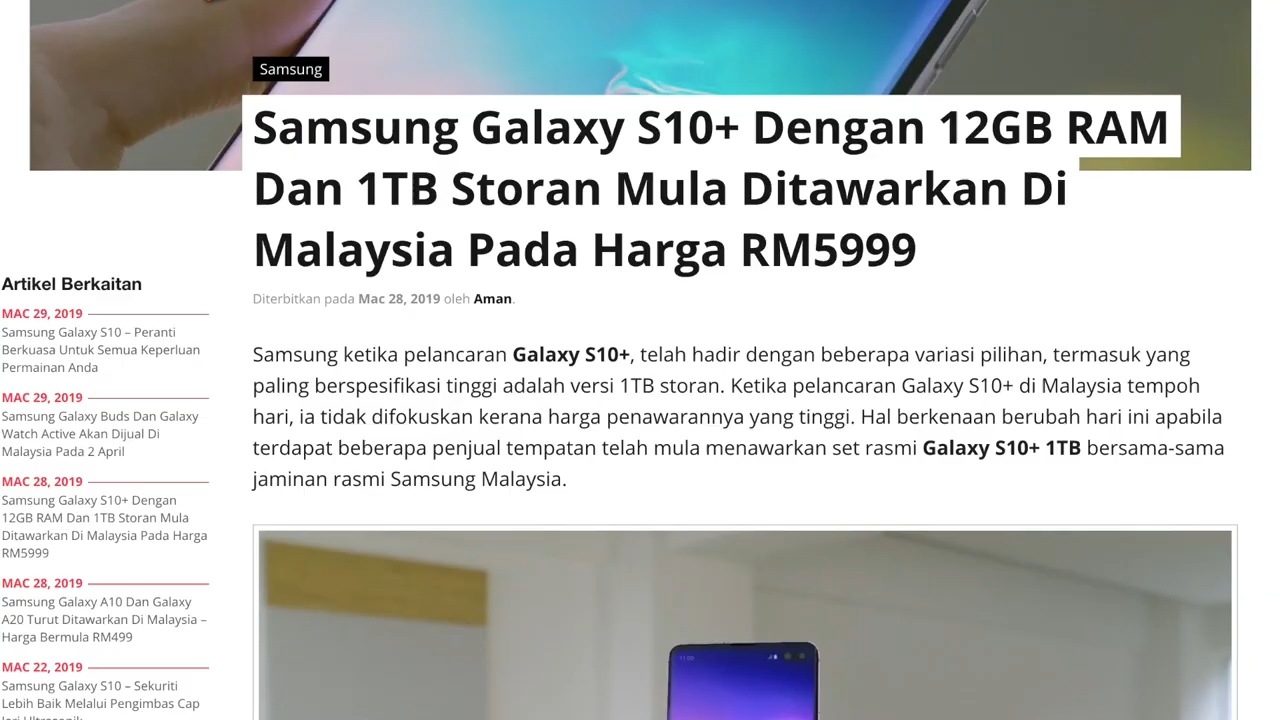 Samsung
Samsung Galaxy S10+ Dengan 12GB RAM
Dan 1TB Storan Mula Ditawarkan Di
Malaysia Pada Harga RM5999
Diterbitkan pada Mac 28, 2019 oleh Aman.
Samsung ketika pelancaran Galaxy S10+, telah hadir dengan beberapa variasi pilihan, termasuk yang
paling berspesifikasi tinggi adalah versi 1TB storan. Ketika pelancaran Galaxy S10+ di Malaysia tempoh
hari, ia tidak difokuskan kerana harga penawarannya yang tinggi. Hal berkenaan berubah hari ini apabila
terdapat beberapa penjual tempatan telah mula menawarkan set rasmi Galaxy S10+ 1TB bersama-sama
jaminan rasmi Samsung Malaysia.
Artikel Berkaitan
MAC 29, 2019
Samsung Galaxy S10 – Peranti
Berkuasa Untuk Semua Keperluan
Permainan Anda
MAC 29, 2019
Samsung Galaxy Buds Dan Galaxy
Watch Active Akan Dijual Di
Malaysia Pada 2 April
MAC 28, 2019
Samsung Galaxy S10+ Dengan
12GB RAM Dan 1TB Storan Mula
Ditawarkan Di Malaysia Pada Harga
RM5999
MAC 28, 2019
Samsung Galaxy A10 Dan Galaxy
A20 Turut Ditawarkan Di Malaysia –
Harga Bermula RM499
MAC 22, 2019
Samsung Galaxy S10 – Sekuriti
Lebih Baik Melalui Pengimbas Cap